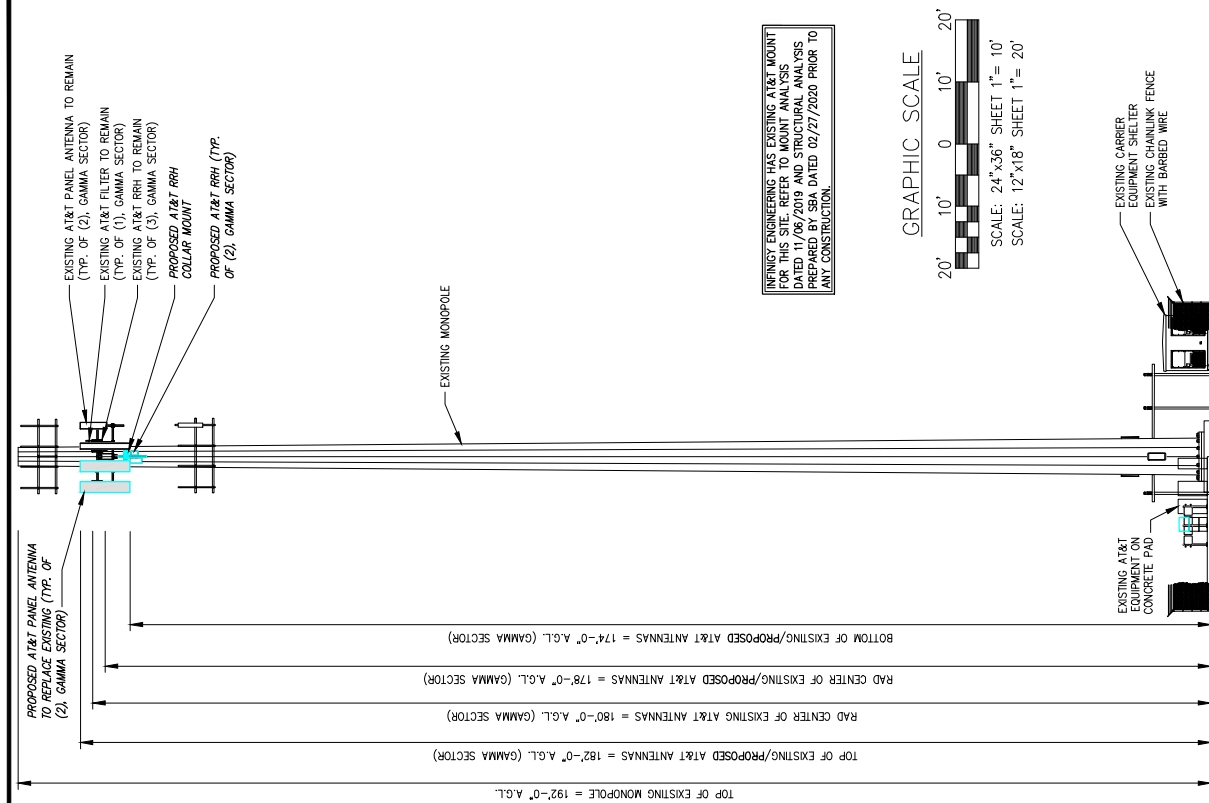 PROPOSED AT&T PANEL ANTENNA
TO REPLACE EXISTING (TYP. OF
(2), GAMMA SECTOR)
EXISTING AT&T PANEL ANTENNA TO REMAIN
(TYP. OF (2), GAMMA SECTOR)
EXISTING AT&T FILTER TO REMAIN
(TYP. OF (1), GAMMA SECTOR)
EXISTING AT&T RRH TO REMAIN
(TYP. OF (3), GAMMA SECTOR)
PROPOSED AT&T RRH
COLLAR MOUNT
PROPOSED AT&T RRH (TYP.
OF (2), GAMMA SECTOR)
EXISTING MONOPOLE
TOP OF EXISTING MONOPOLE = 192'-0" A.G.L.
TOP OF EXISTING/PROPOSED AT&T ANTENNAS = 182'-0" A.G.L. (GAMMA SECTOR)
RAD CENTER OF EXISTING AT&T ANTENNAS = 180'-0" A.G.L. (GAMMA SECTOR)
RAD CENTER OF EXISTING/PROPOSED AT&T ANTENNAS = 178'-0" A.G.L. (GAMMA SECTOR)
BOTTOM OF EXISTING/PROPOSED AT&T ANTENNAS = 174'-0" A.G.L. (GAMMA SECTOR)
INFINIGY ENGINEERING HAS EXISTING AT&T MOUNT
FOR THIS SITE. REFER TO MOUNT ANALYSIS
DATED 11/06/2019 AND STRUCTURAL ANALYSIS
PREPARED BY SBA DATED 02/27/2020 PRIOR TO
ANY CONSTRUCTION.
GRAPHIC SCALE
20' 10' 0 10' 20'
SCALE: 24"x36" SHEET 1"= 10'
SCALE: 12"x18" SHEET 1"= 20'
EXISTING AT&T
EQUIPMENT ON
CONCRETE PAD
EXISTING CARRIER
EQUIPMENT SHELTER
EXISTING CHAINLINK FENCE
WITH BARBED WIRE